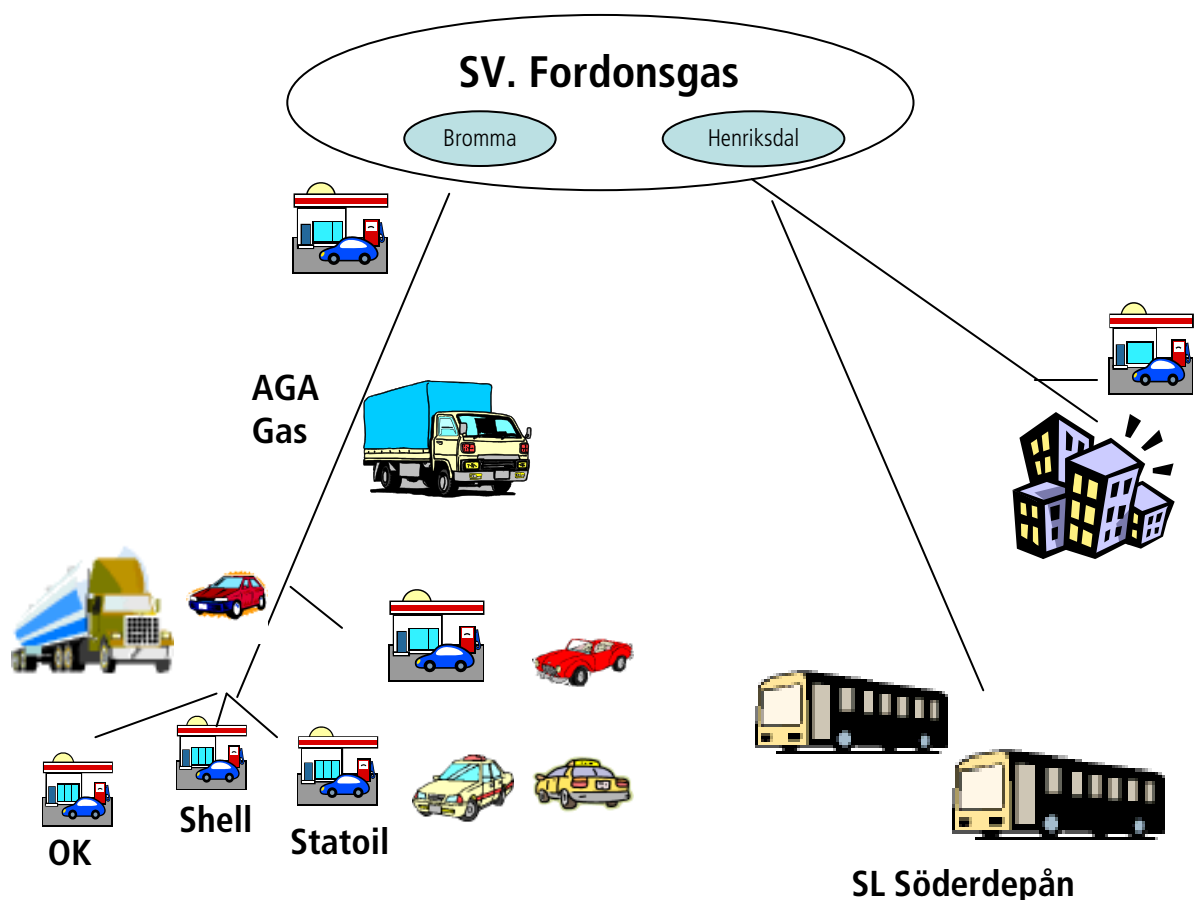 SV. Fordonsgas
Bromma
Henriksdal
AGA
Gas
OK
Shell
Statoil
SL Söderdepån